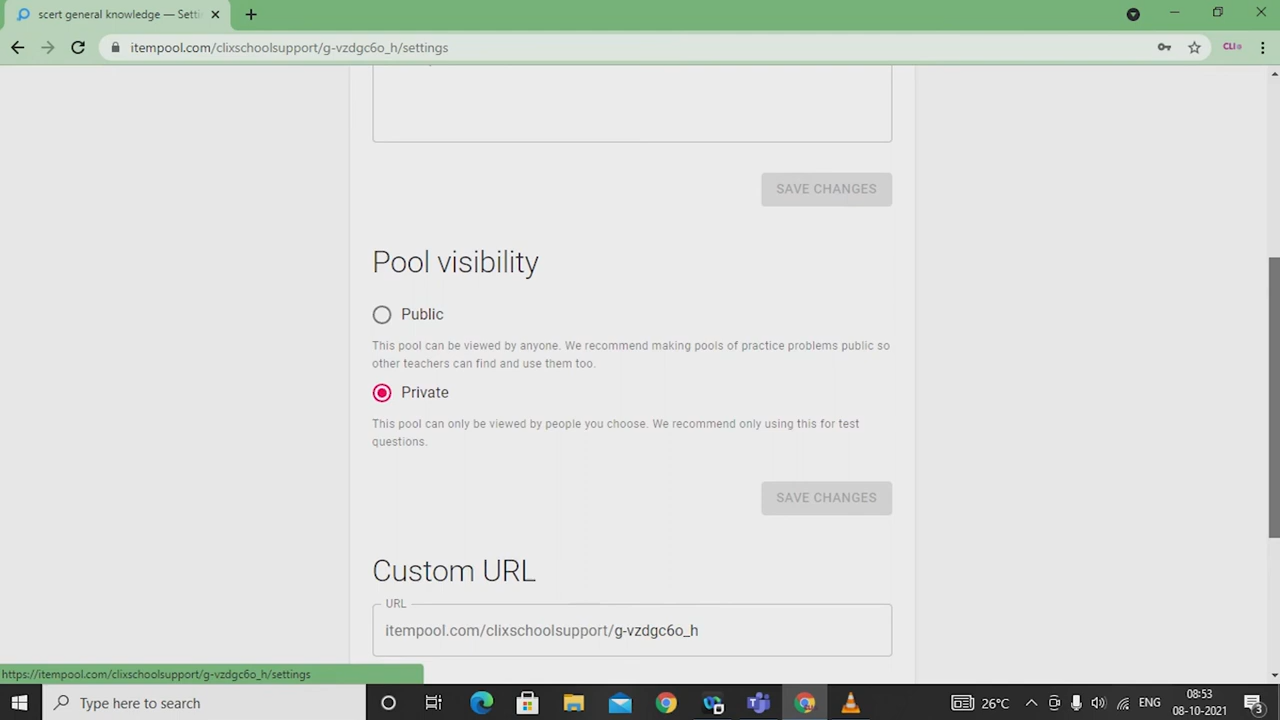 scert general knowledge — Setti
itempool.com/clixschoolsupport/g-vzdgc6o_h/settings
SAVE CHANGES
Pool visibility
Public
This pool can be viewed by anyone. We recommend making pools of practice problems public so
other teachers can find and use them too.
Private
This pool can only be viewed by people you choose. We recommend only using this for test
questions.
SAVE CHANGES
Custom URL
URL
itempool.com/clixschoolsupport/g-vzdgc6o_h
https://itempool.com/clixschoolsupport/g-vzdgc6o_h/settings
Type here to search
26°C
ENG
08:53
08-10-2021
3